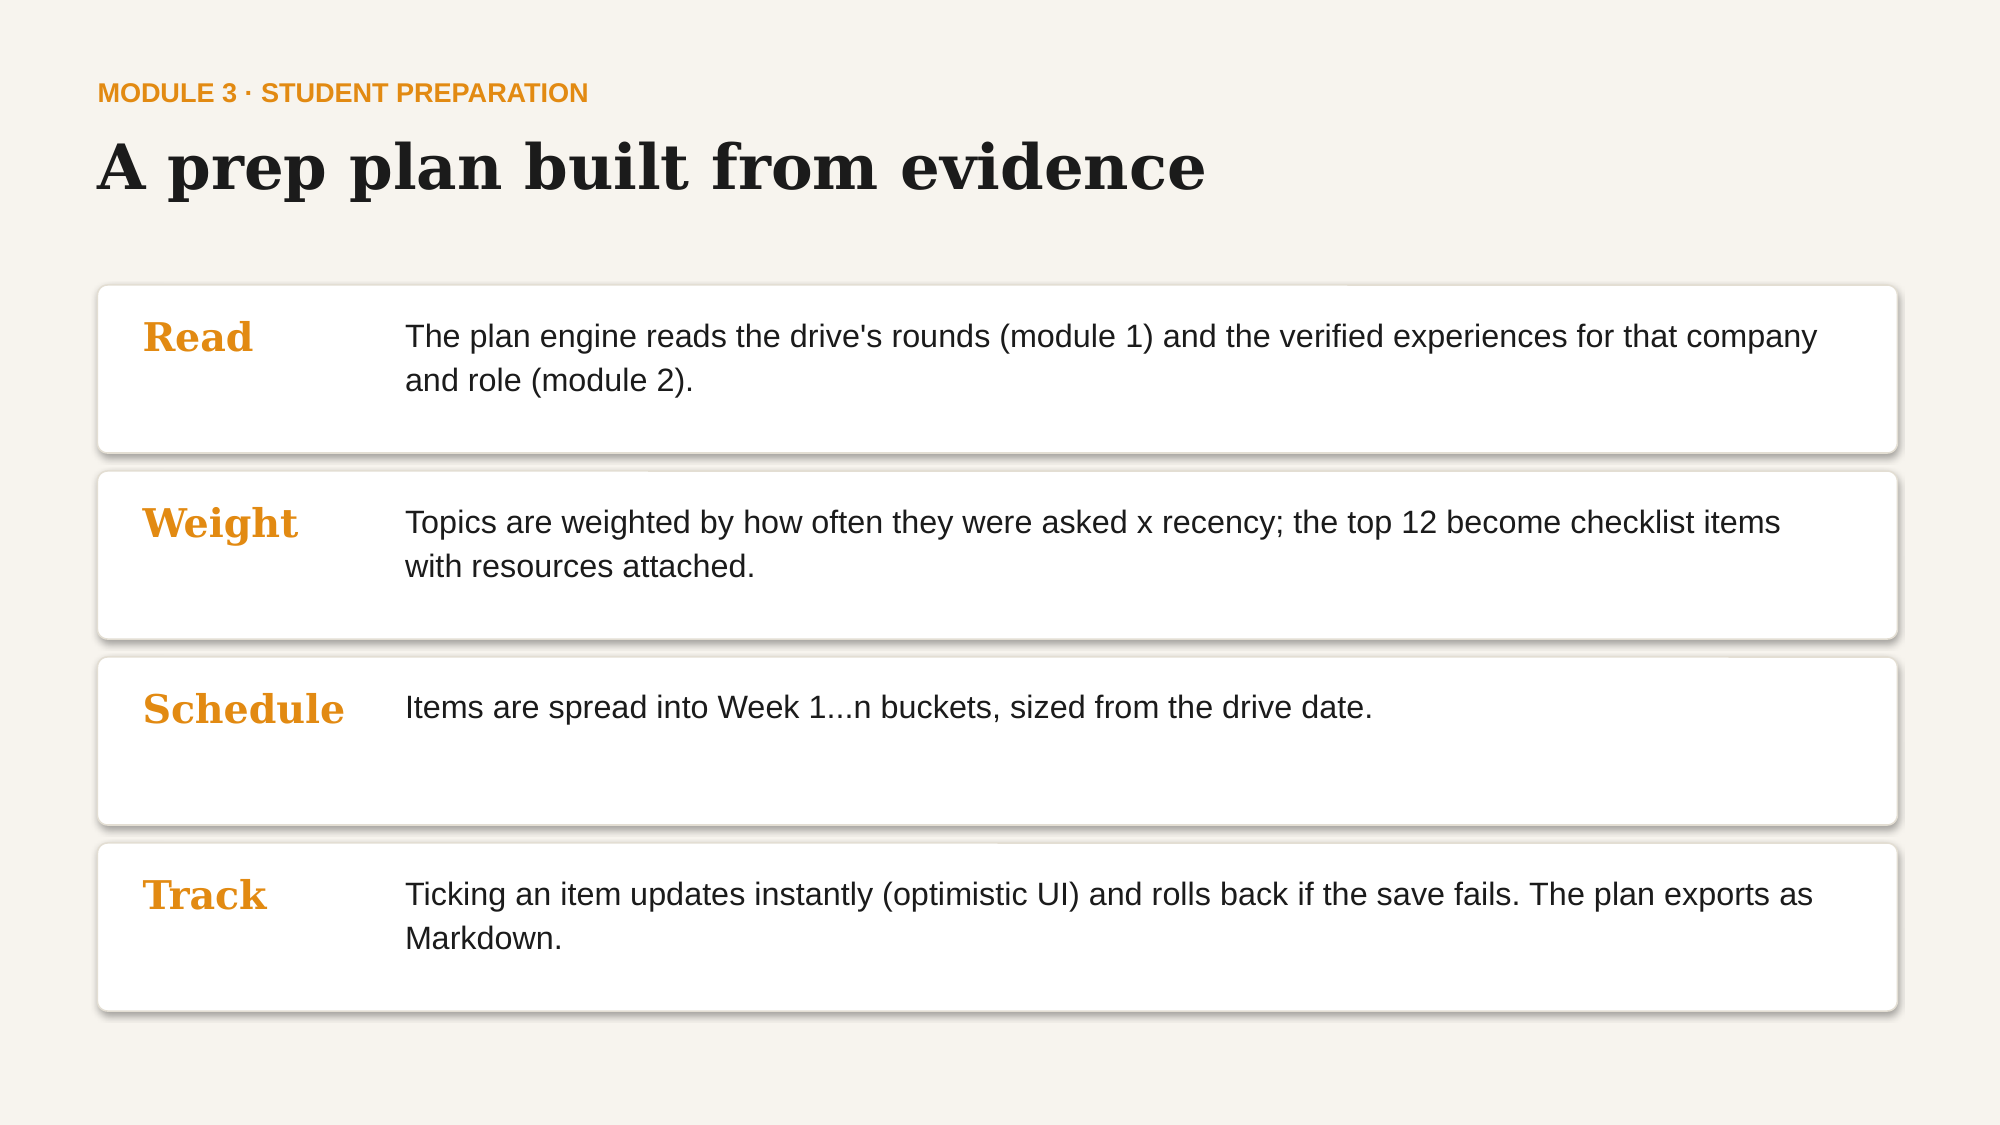 MODULE 3 · STUDENT PREPARATION
A prep plan built from evidence
Read
The plan engine reads the drive's rounds (module 1) and the verified experiences for that company
and role (module 2).
Weight
Topics are weighted by how often they were asked x recency; the top 12 become checklist items
with resources attached.
Schedule
Items are spread into Week 1...n buckets, sized from the drive date.
Track
Ticking an item updates instantly (optimistic UI) and rolls back if the save fails. The plan exports as
Markdown.